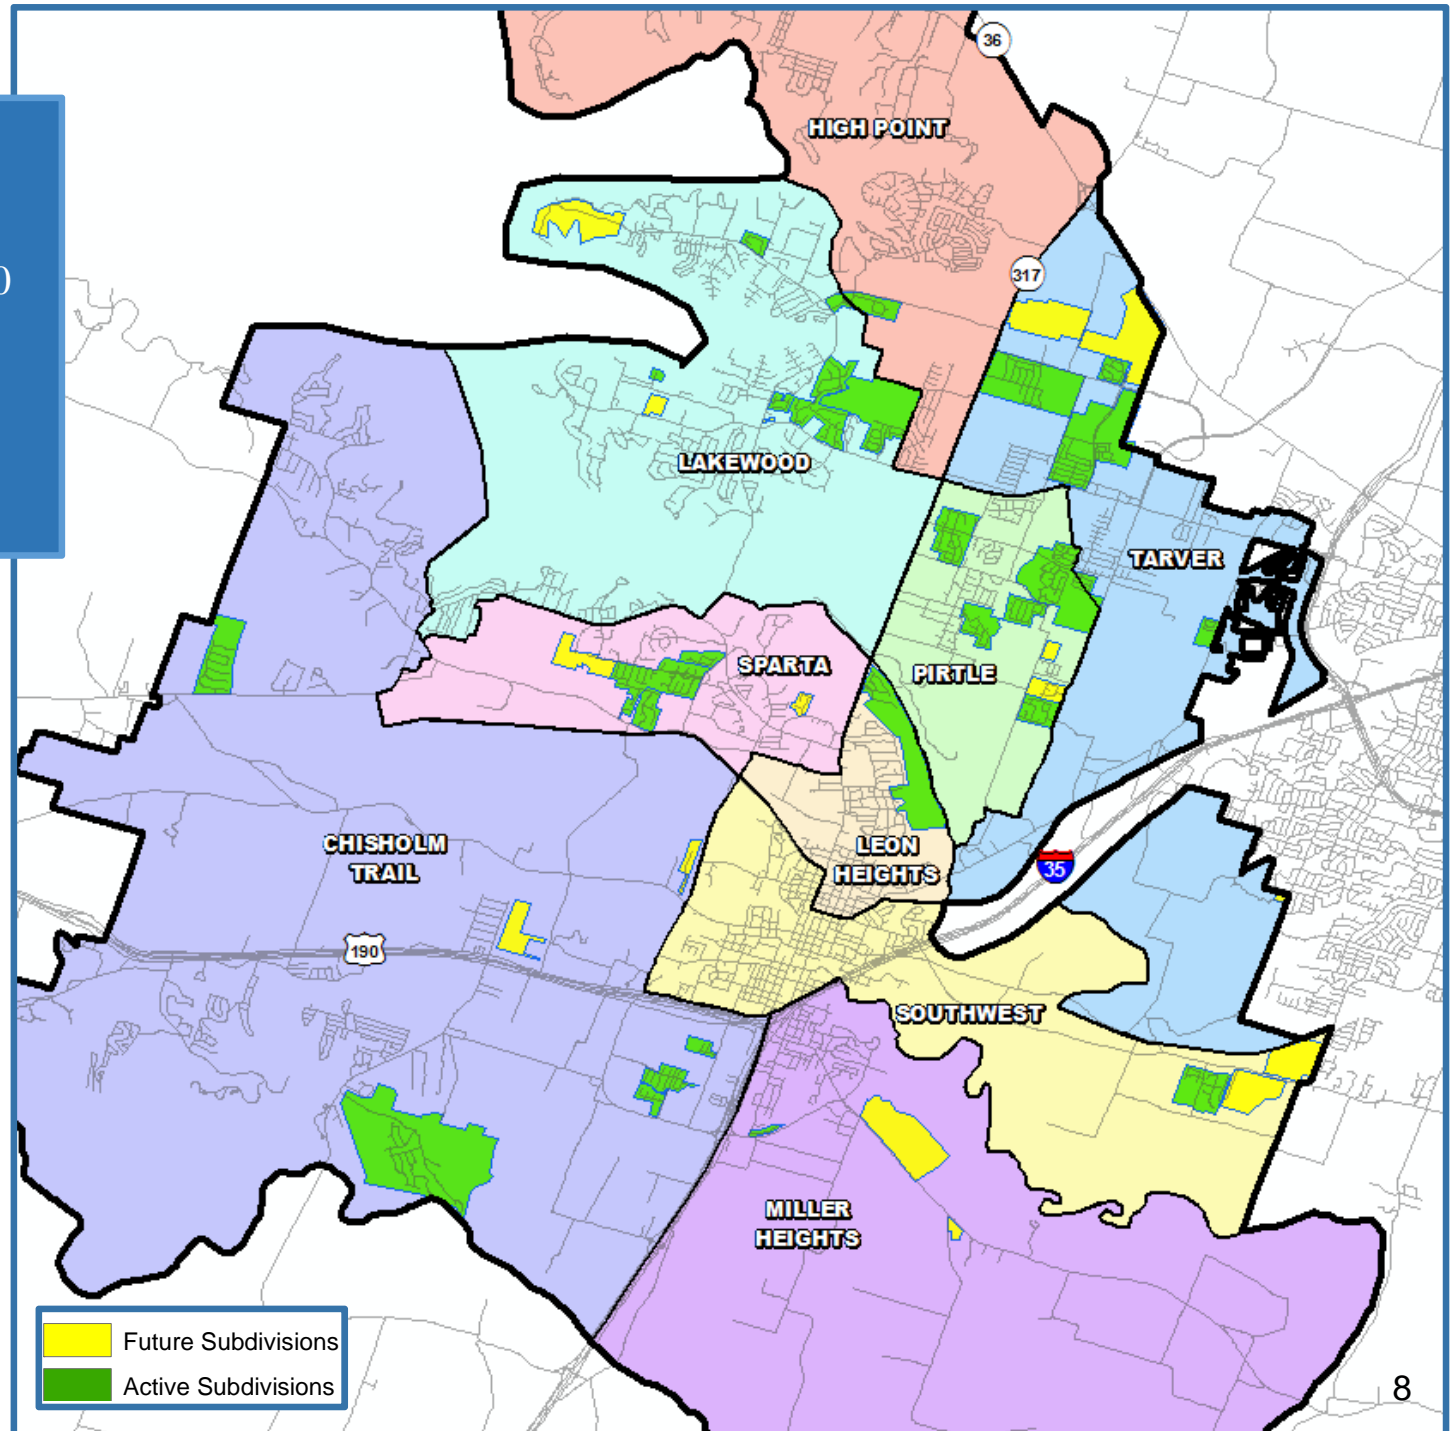 36
HIGH POINT
0
317
LAKEWOOD
TARVER
SPARTA
PIRTLE
CHISHOLM
TRAIL
LEON
HEIGHTS
35
190
SOUTHWEST
MILLER
HEIGHTS
Future Subdivisions
Active Subdivisions
8